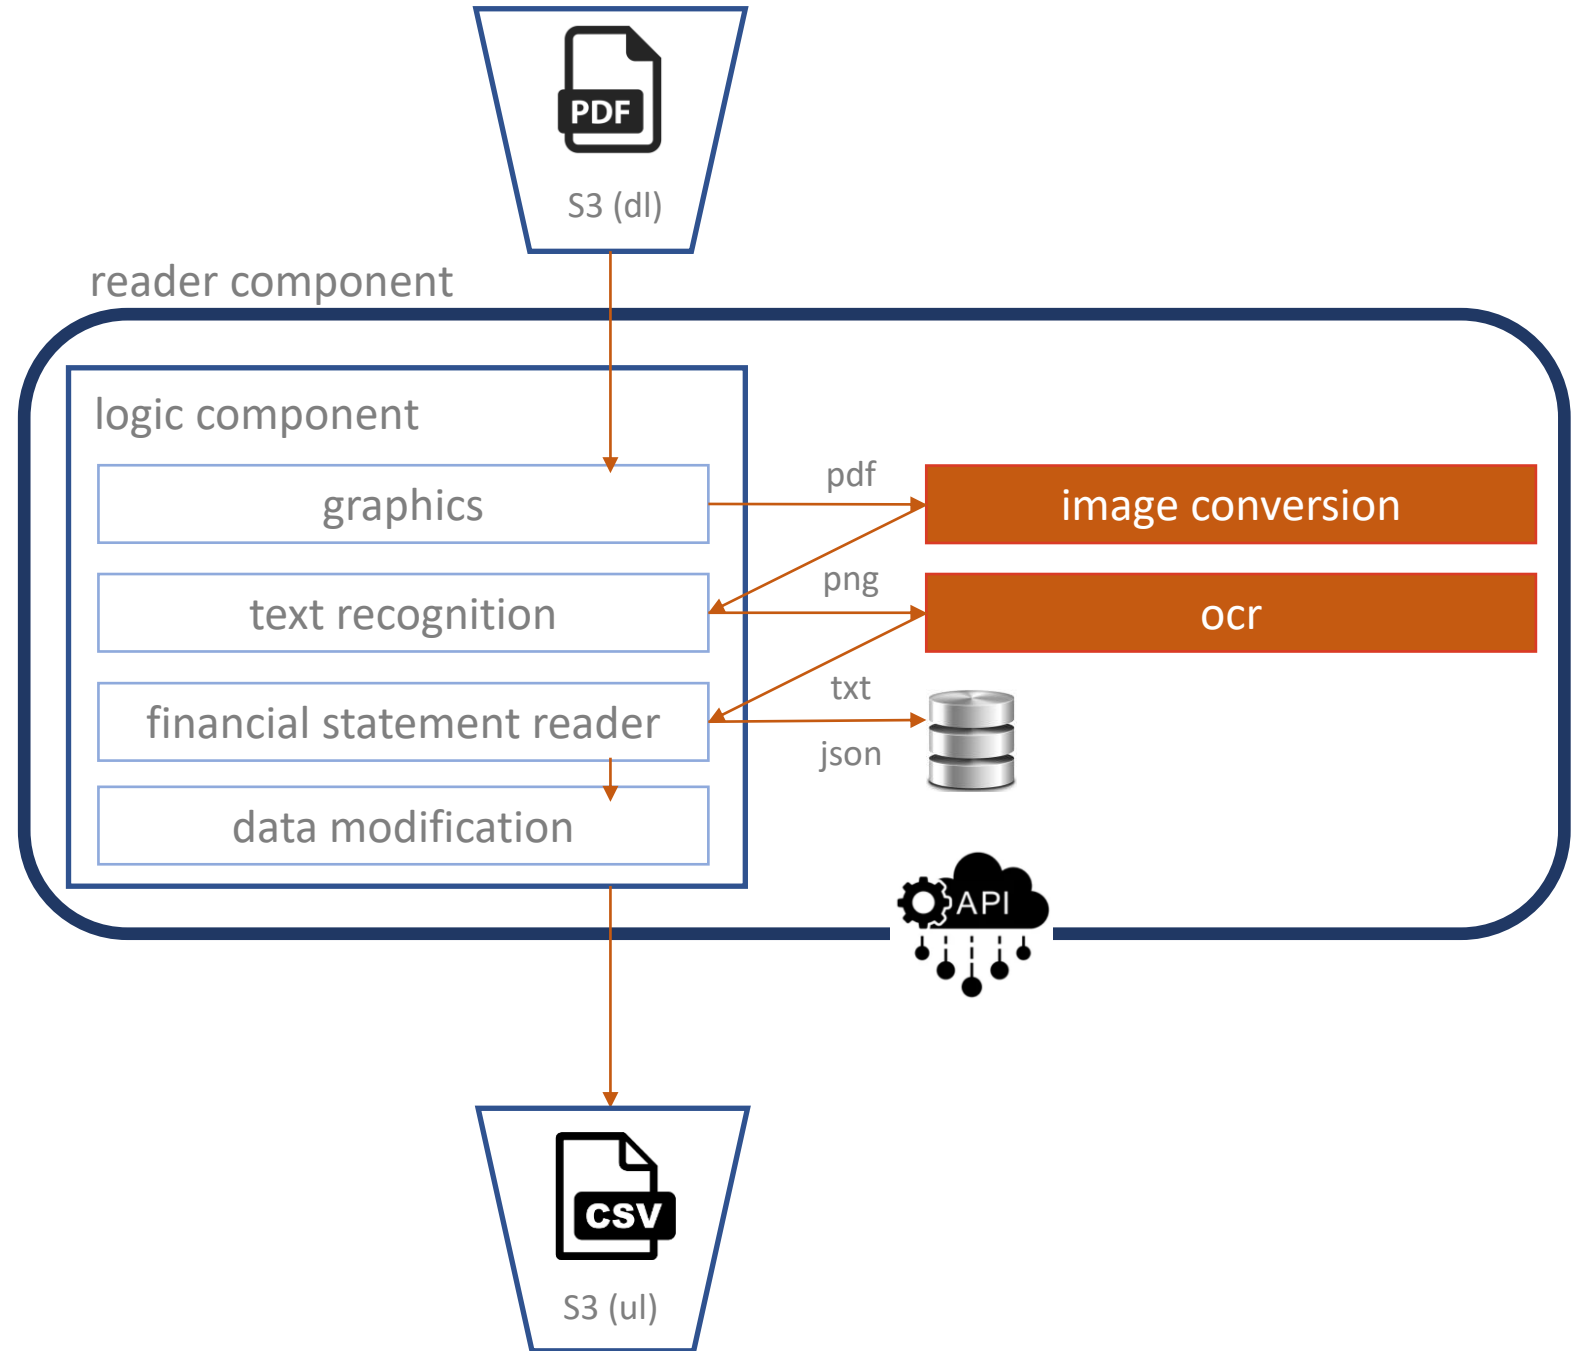 PDF
S3 (dl)
reader component
logic component
graphics
pdf
image conversion
text recognition
png
ocr
financial statement reader
txt
json
data modification
API
CSV
S3 (ul)